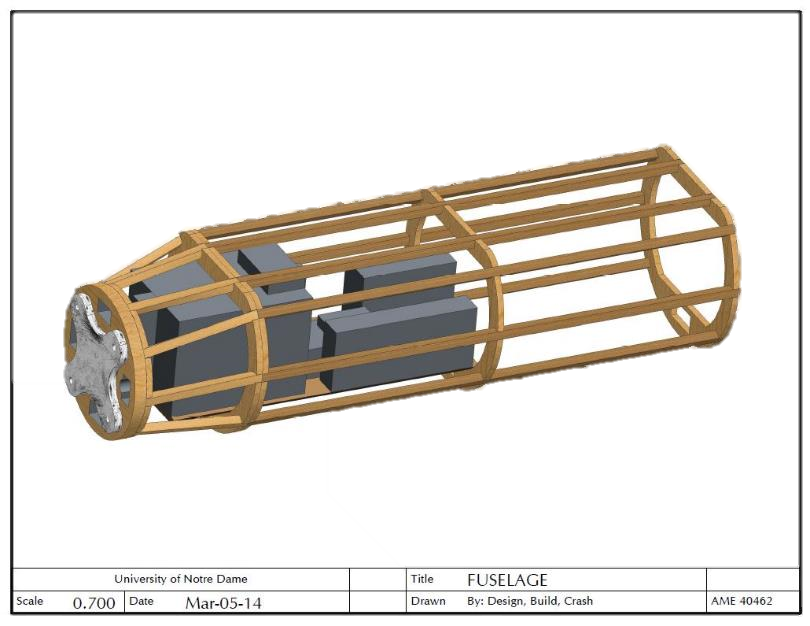 University of Notre Dame
Title FUSELAGE
Scale 0.700 Date Mar-05-14
Drawn By: Design, Build, Crash
AME 40462